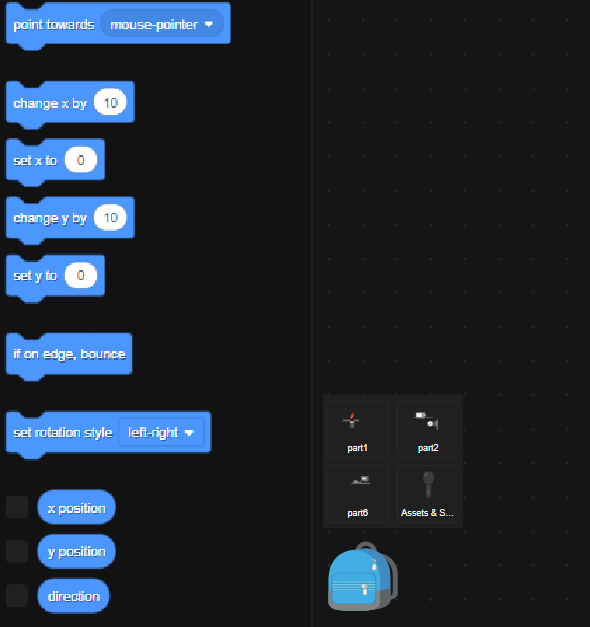 point towards mouse-pointer
change x by 10
set x to 0
change y by 10
set y to 0
if on edge, bounce
set rotation style left-right
x position
y position
direction
part1 part2
part6 Assets & S...